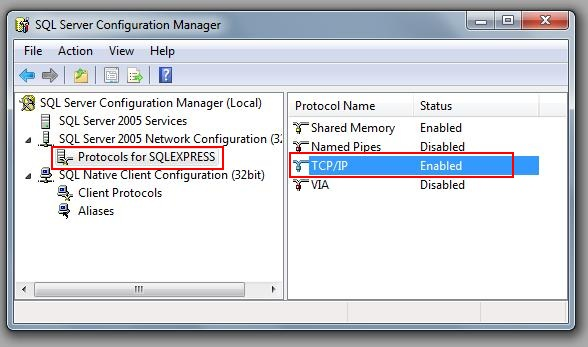 SQL Server Configuration Manager
File Action View Help
SQL Server Configuration Manager (Local)
SQL Server 2005 Services
SQL Server 2005 Network Configuration (32
Protocols for SQLEXPRESS
SQL Native Client Configuration (32bit)
Client Protocols
Aliases
Protocol Name Status
Shared Memory Enabled
Named Pipes Disabled
TCP/IP Enabled
VIA Disabled